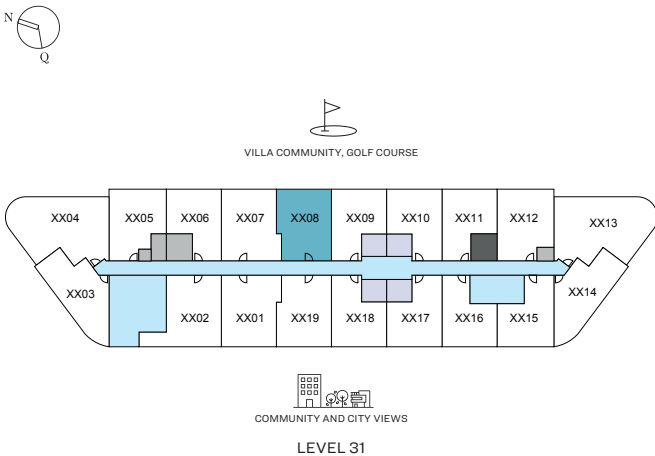 N
Q
VILLA COMMUNITY, GOLF COURSE
XX04
XX05
XX06
XX07
XX08
XX09
XX10
XX11
XX12
XX13
XX03
XX02
XX01
XX19
XX18
XX17
XX16
XX15
XX14
COMMUNITY AND CITY VIEWS
LEVEL 31